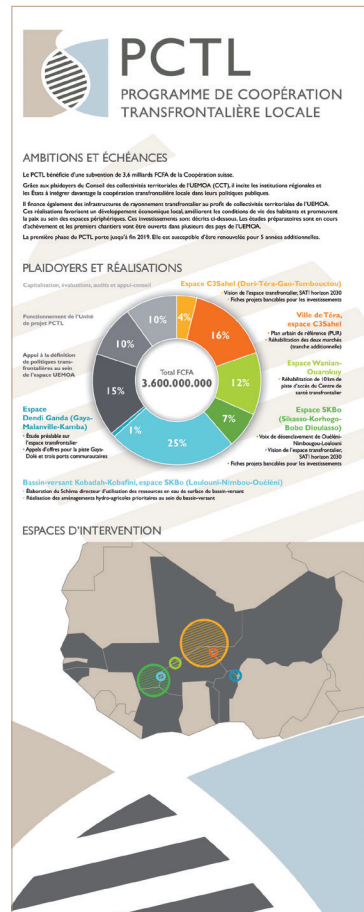 PCTL
PROGRAMME DE COOPÉRATION
TRANSFRONTALIÈRE LOCALE
AMBITIONS ET ÉCHÉANCES
Le PCTL bénéficie d'une subvention de 3,6 milliards FCFA de la Coopération suisse.
Grâce aux plaidoyers du Conseil des collectivités territoriales de l'UEMOA (CCT), il incite les institutions régionales et
les États à intégrer davantage la coopération transfrontalière locale dans leurs politiques publiques.
Il finance également des infrastructures de rayonnement transfrontalier au profit de collectivités territoriales de l'UEMOA.
Ces réalisations favorisent un développement économique local, améliorent les conditions de vie des habitants et promeuvent
la paix au sein des espaces périphériques. Ces investissements sont décrits ci-dessous. Les études préparatoires sont en cours
d'achèvement et les premiers chantiers vont être ouverts dans plusieurs des pays de l'UEMOA.
La première phase du PCTL porte jusqu'à fin 2019. Elle est susceptible d'être renouvelée pour 5 années additionnelles.
PLAIDOYERS ET RÉALISATIONS
Capitalisation, évaluations, audits et appui-conseil
Espace C3Sahel (Dori-Téra-Gao-Tombouctou)
• Vision de l'espace transfrontalier, SATI horizon 2030
• Fiches projets bancables pour les investissements
Fonctionnement de l'Unité
de projet PCTL
Ville de Téra,
espace C3Sahel
• Plan urbain de référence (PUR)
• Réhabilitation des deux marchés
(tranche additionnelle)
Appui à la définition
de politiques trans-
frontalières au sein
de l'espace UEMOA
Espace Wanian-
Ouarokuy
• Réhabilitation de 10 km de
piste d'accès du Centre de
santé transfrontalier
Espace
Dendi Ganda (Gaya-
Malanville-Kamba)
• Étude préalable sur
l'espace transfrontalier
• Appels d'offres pour la piste Gaya-
Dolé et trois ports communautaires
Espace SKBo
(Sikasso-Korhogo-
Bobo Dioulasso)
• Voix de désenclavement de Ouéléni-
Nimbougou-Loulouni
• Vision de l'espace transfrontalier,
SATI horizon 2030
• Fiches projets bancables pour les investissements
10%
4%
16%
12%
7%
25%
1%
15%
10%
Total FCFA
3.600.000.000
Bassin-versant Kobadah-Kobafini, espace SKBo (Loulouni-Nimbou-Ouéléni)
• Élaboration du Schéma directeur d'utilisation des ressources en eau de surface du bassin-versant
• Réalisation des aménagements hydro-agricoles prioritaires au sein du bassin-versant
ESPACES D'INTERVENTION